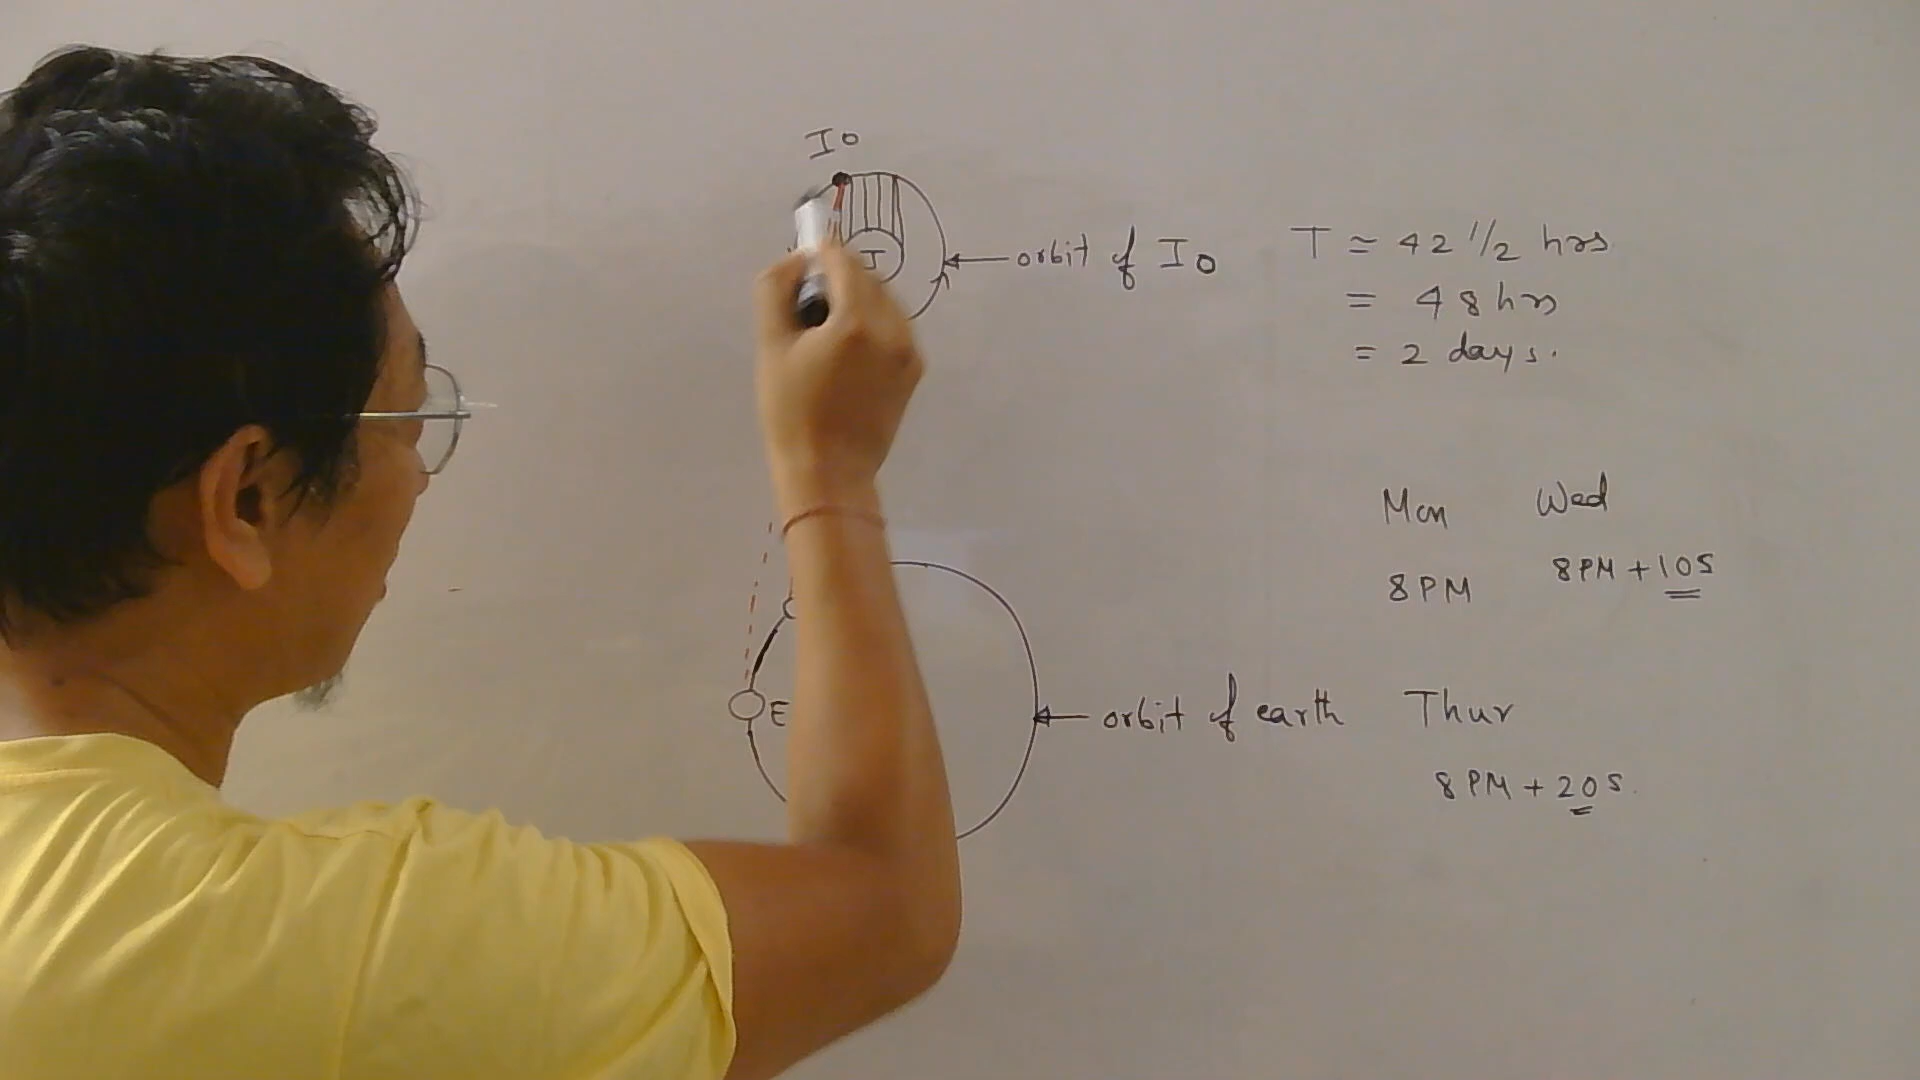 Io
J
orbit of Io
T ≃ 42 1/2 hrs
= 48 hrs
= 2 days.
Mon Wed
8 PM 8 PM + 10 S
E
orbit of earth
Thur
8 PM + 20 S.